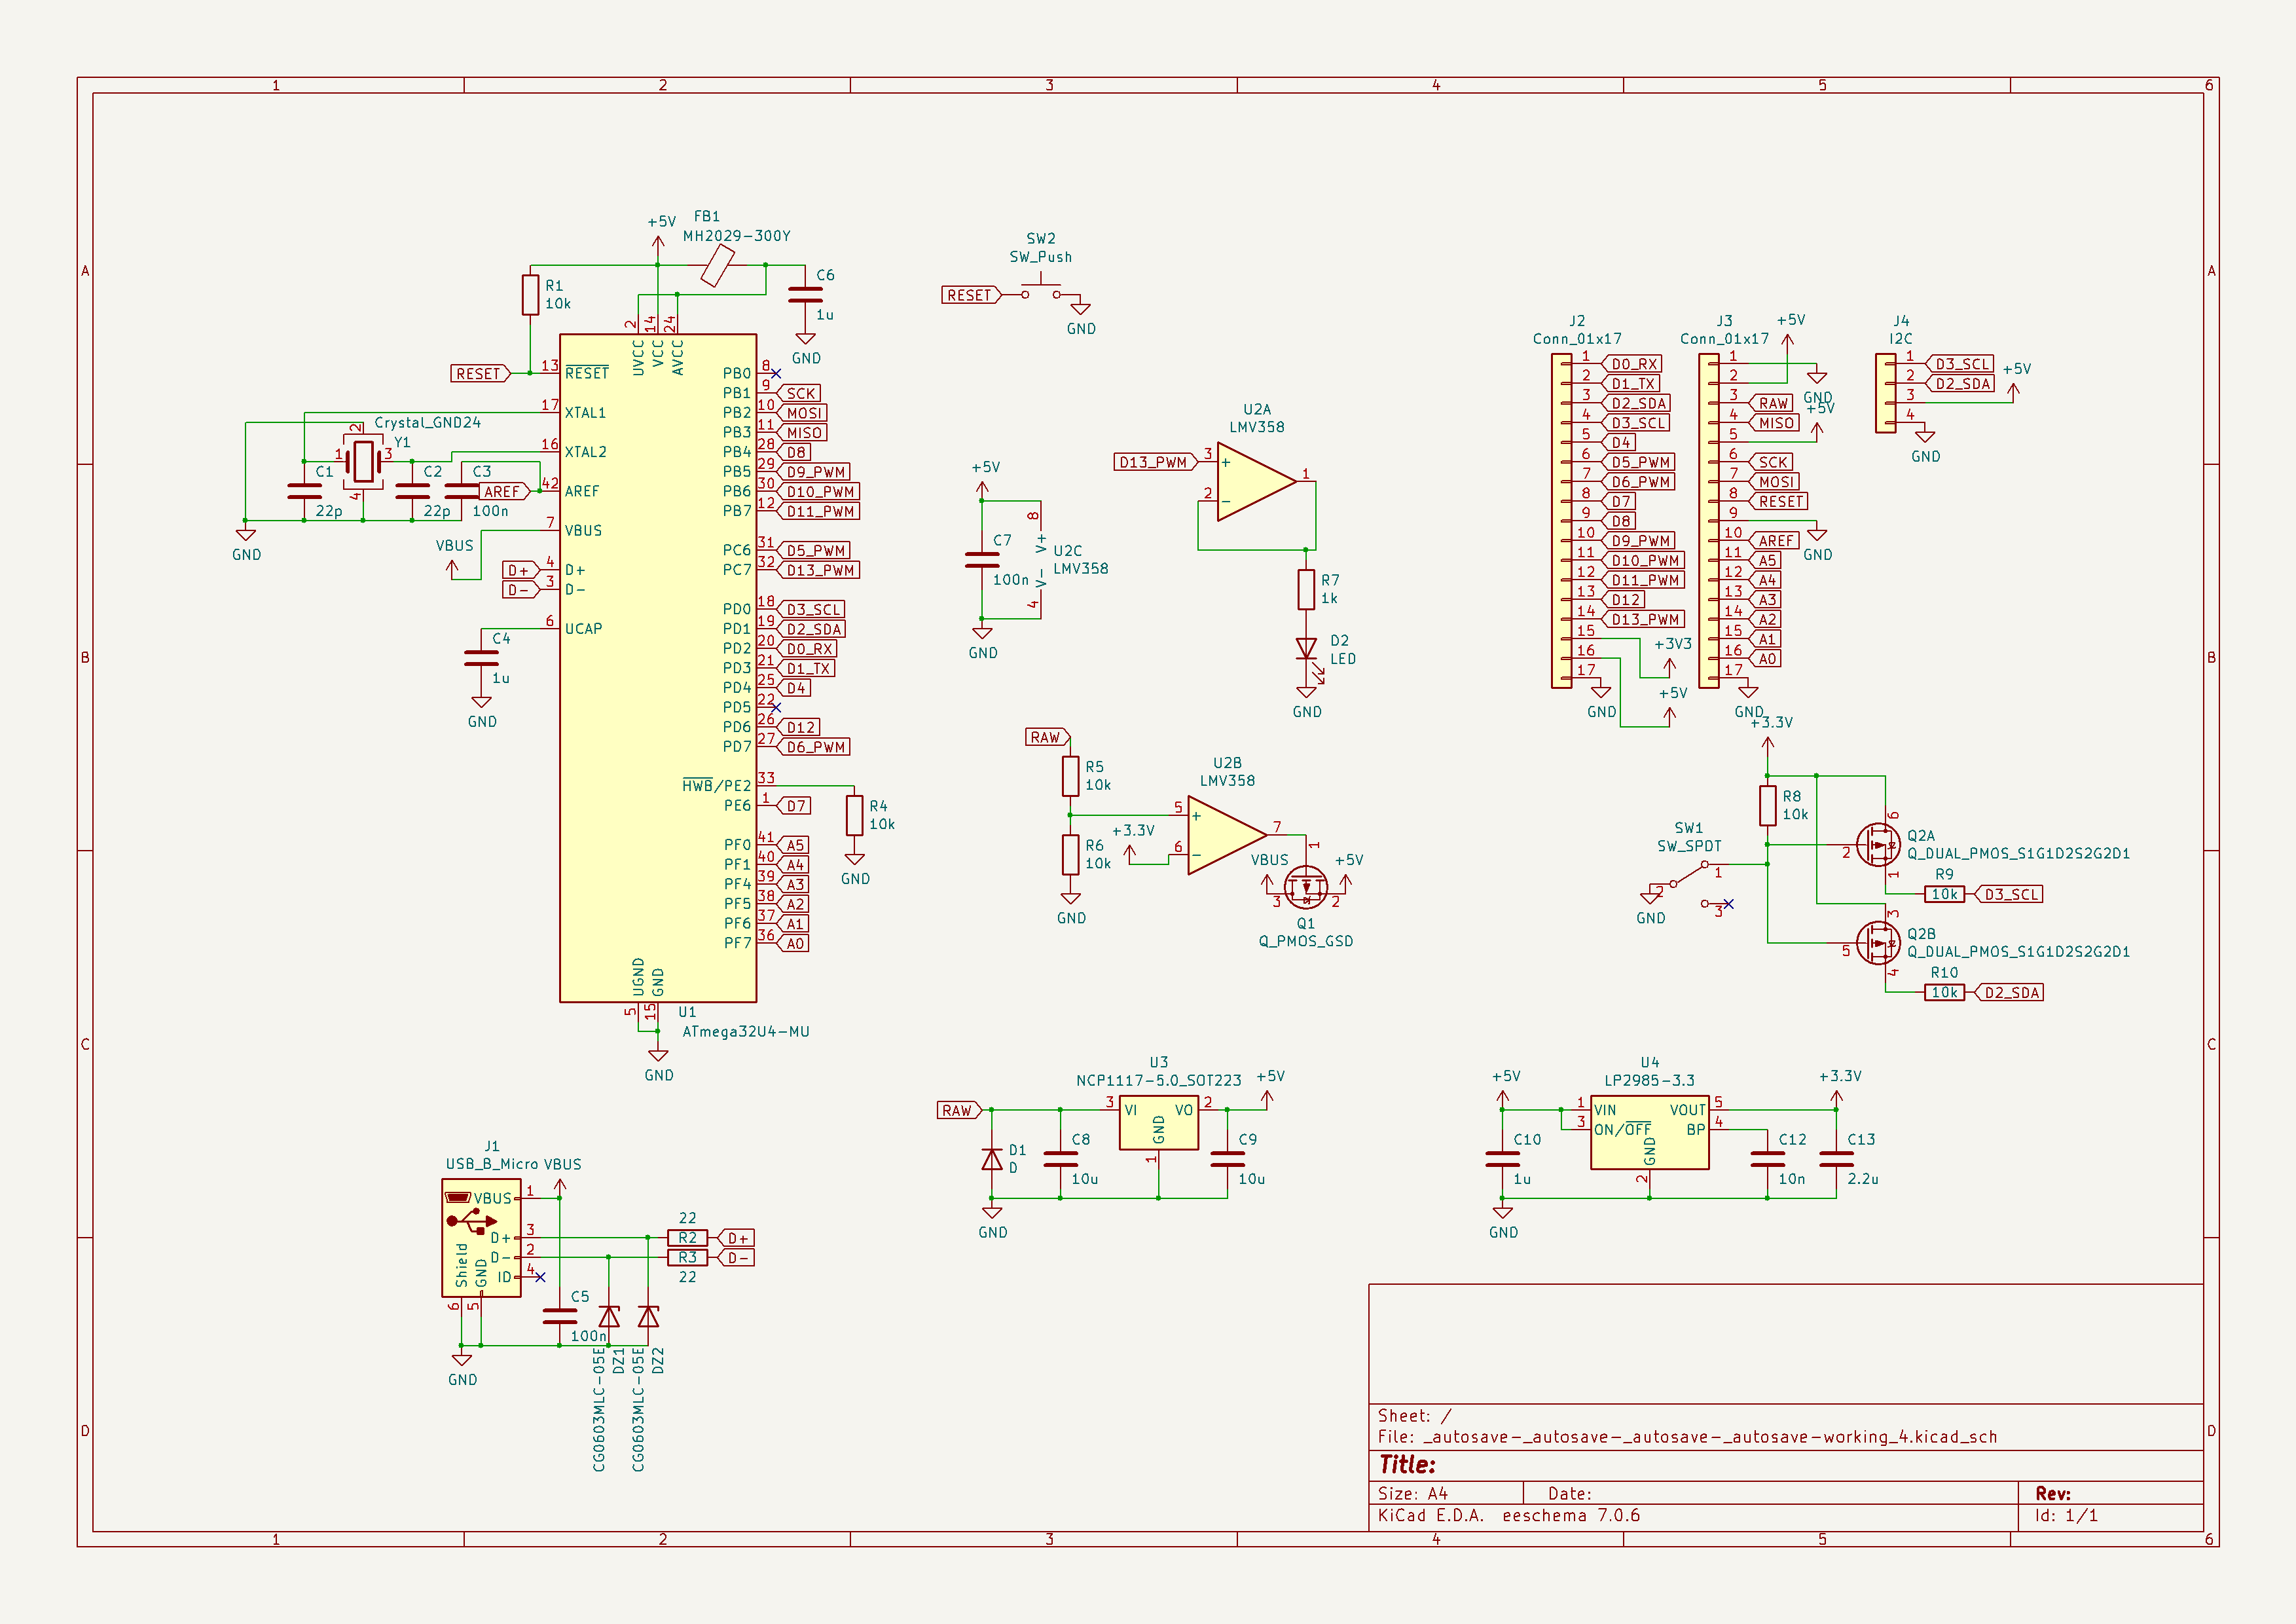 1 2 3 4 5 6
A
B
C
D
+5V
FB1
MH2029-300Y
R1
10k
C6
1u
GND
2
14
24
UVCC
VCC
AVCC
RESET
13
RESET
17
XTAL1
Crystal_GND24
Y1
2
1
3
4
16
XTAL2
C1
22p
C2
22p
C3
100n
AREF
42
AREF
GND
7
VBUS
VBUS
D+
4
D+
D-
3
D-
6
UCAP
C4
1u
GND
PB0 8
PB1 9 SCK
PB2 10 MOSI
PB3 11 MISO
PB4 28 D8
PB5 29 D9_PWM
PB6 30 D10_PWM
PB7 12 D11_PWM
PC6 31 D5_PWM
PC7 32 D13_PWM
PD0 18 D3_SCL
PD1 19 D2_SDA
PD2 20 D0_RX
PD3 21 D1_TX
PD4 25 D4
PD5 22
PD6 26 D12
PD7 27 D6_PWM
HWB/PE2 33
PE6 1 D7
R4
10k
GND
PF0 41 A5
PF1 40 A4
PF4 39 A3
PF5 38 A2
PF6 37 A1
PF7 36 A0
UGND
GND
5
15
U1
ATmega32U4-MU
GND
SW2
SW_Push
RESET
GND
U2A
LMV358
D13_PWM
3
+
2
-
1
R7
1k
D2
LED
GND
+5V
C7
100n
8
V+
U2C
LMV358
V-
4
GND
RAW
R5
10k
R6
10k
GND
U2B
LMV358
5
+
+3.3V
6
-
7
VBUS
1
+5V
3
2
Q1
Q_PMOS_GSD
J2
Conn_01x17
1 D0_RX
2 D1_TX
3 D2_SDA
4 D3_SCL
5 D4
6 D5_PWM
7 D6_PWM
8 D7
9 D8
10 D9_PWM
11 D10_PWM
12 D11_PWM
13 D12
14 D13_PWM
15
+3V3
16
+5V
17
GND
J3
Conn_01x17
+5V
1
GND
2
3 RAW
+5V
4 MISO
5
6 SCK
7 MOSI
8 RESET
9
GND
10 AREF
11 A5
12 A4
13 A3
14 A2
15 A1
16 A0
17
GND
J4
I2C
1 D3_SCL
2 D2_SDA
3
+5V
4
GND
+3.3V
R8
10k
SW1
SW_SPDT
1
2
3
GND
6
2
1
Q2A
Q_DUAL_PMOS_S1G1D2S2G2D1
R9
10k
D3_SCL
3
5
4
Q2B
Q_DUAL_PMOS_S1G1D2S2G2D1
R10
10k
D2_SDA
U3
NCP1117-5.0_SOT223
+5V
RAW
3
VI
VO
2
GND
1
D1
D
C8
10u
C9
10u
GND
U4
LP2985-3.3
+5V
+3.3V
1
VIN
VOUT
5
3
ON/OFF
BP
4
GND
2
C10
1u
C12
10n
C13
2.2u
GND
J1
USB_B_Micro
VBUS
VBUS
1
D+
3
D-
2
ID
4
Shield
GND
6
5
22
R2
D+
R3
D-
22
C5
100n
GND
CG0603MLC-05E
DZ1
CG0603MLC-05E
DZ2
Sheet: /
File: _autosave-_autosave-_autosave-_autosave-working_4.kicad_sch
Title:
Size: A4
Date:
Rev:
KiCad E.D.A. eeschema 7.0.6
Id: 1/1
A
B
C
D
1 2 3 4 5 6